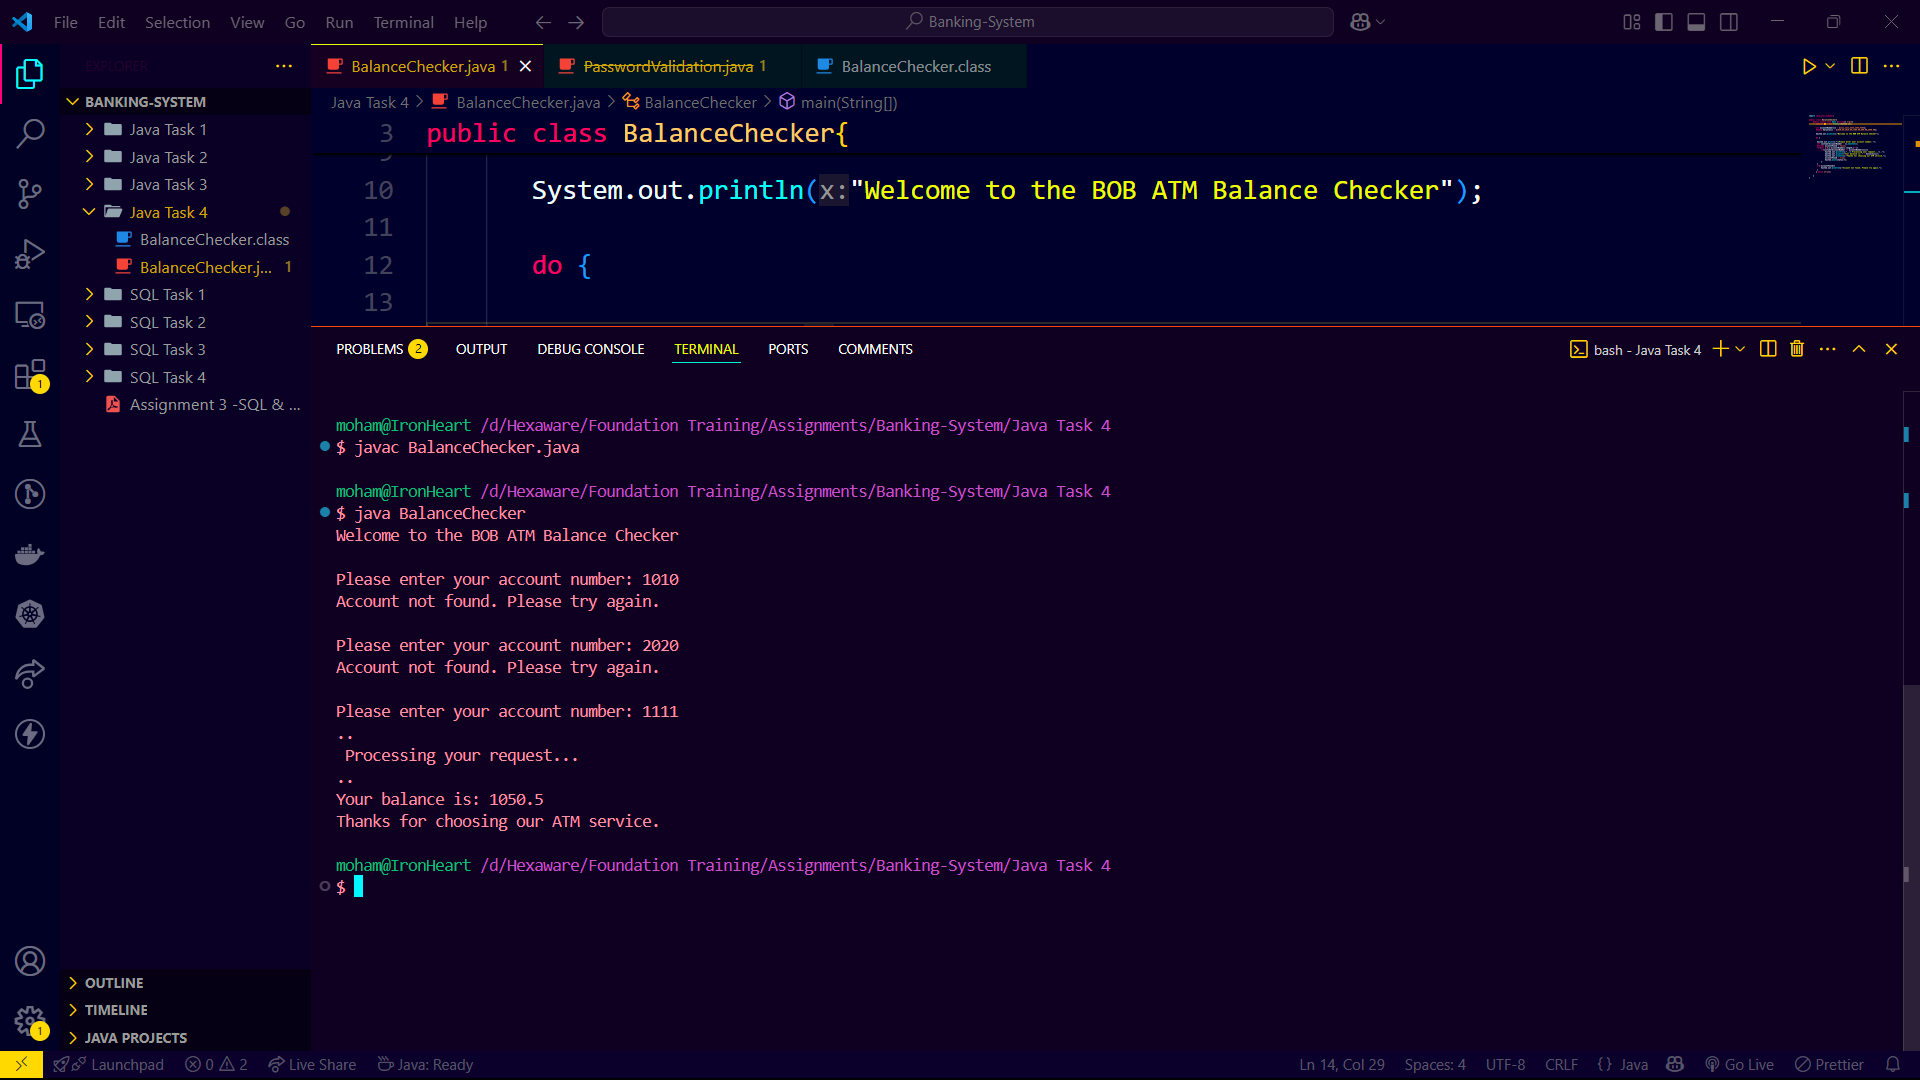 File Edit Selection View Go Run Terminal Help
Banking-System
EXPLORER
BANKING-SYSTEM
Java Task 1
Java Task 2
Java Task 3
Java Task 4
BalanceChecker.class
BalanceChecker.j... 1
SQL Task 1
SQL Task 2
SQL Task 3
SQL Task 4
Assignment 3 -SQL & ...
OUTLINE
TIMELINE
JAVA PROJECTS
1
1
BalanceChecker.java 1 PasswordValidation.java 1 BalanceChecker.class
Java Task 4 > BalanceChecker.java > BalanceChecker > main(String[])
3 public class BalanceChecker{
10 System.out.println(x:"Welcome to the BOB ATM Balance Checker");
11
12 do {
13
PROBLEMS 2 OUTPUT DEBUG CONSOLE TERMINAL PORTS COMMENTS
bash - Java Task 4
moham@IronHeart /d/Hexaware/Foundation Training/Assignments/Banking-System/Java Task 4
$ javac BalanceChecker.java
moham@IronHeart /d/Hexaware/Foundation Training/Assignments/Banking-System/Java Task 4
$ java BalanceChecker
Welcome to the BOB ATM Balance Checker
Please enter your account number: 1010
Account not found. Please try again.
Please enter your account number: 2020
Account not found. Please try again.
Please enter your account number: 1111
..
Processing your request...
..
Your balance is: 1050.5
Thanks for choosing our ATM service.
moham@IronHeart /d/Hexaware/Foundation Training/Assignments/Banking-System/Java Task 4
$
Launchpad 0 2 Live Share Java: Ready
Ln 14, Col 29 Spaces: 4 UTF-8 CRLF {} Java Go Live Prettier